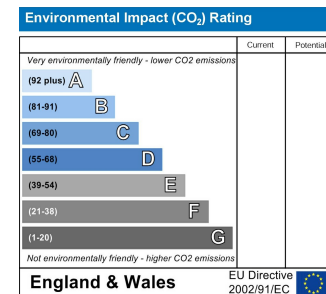 Environmental Impact (CO₂) Rating
Current Potential
Very environmentally friendly - lower CO2 emissions
(92 plus) A
(81-91) B
(69-80) C
(55-68) D
(39-54) E
(21-38) F
(1-20) G
Not environmentally friendly - higher CO2 emissions
England & Wales
EU Directive
2002/91/EC